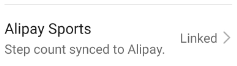 Alipay Sports
Linked
Step count synced to Alipay.